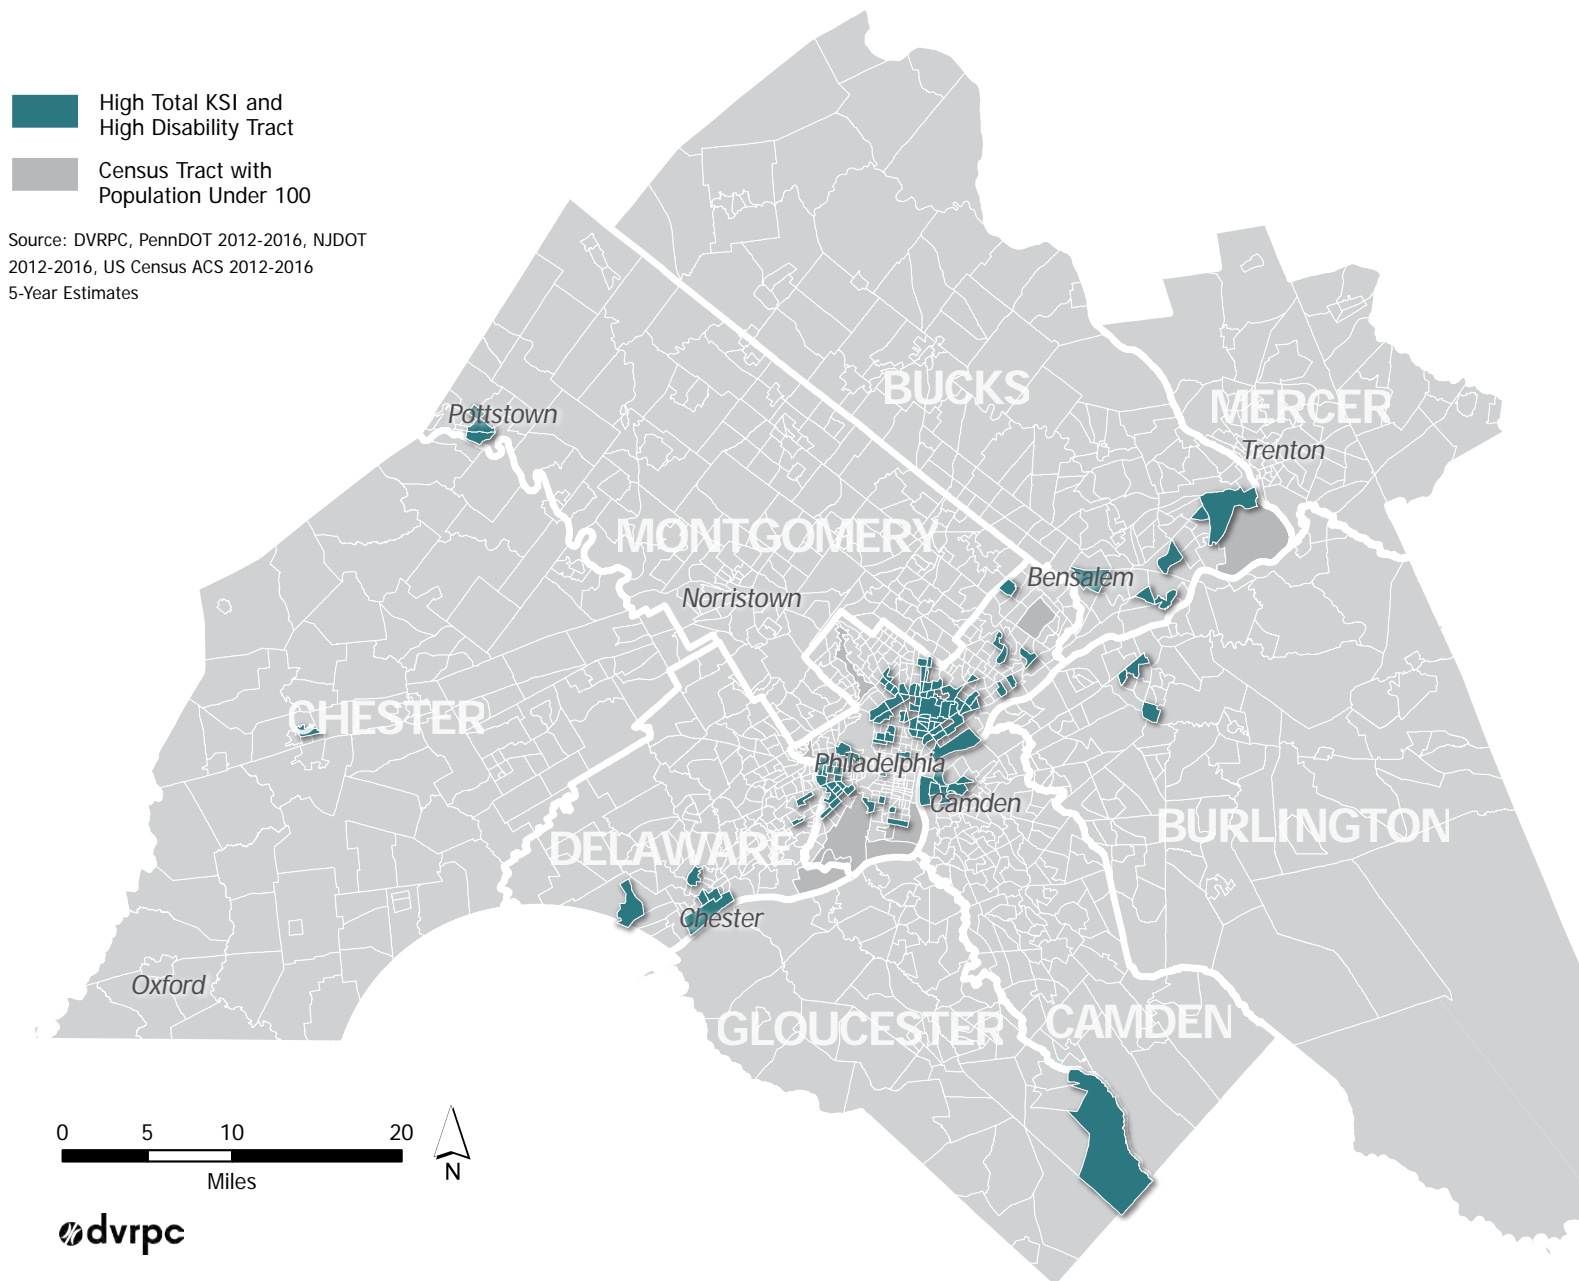 High Total KSI and
High Disability Tract
Census Tract with
Population Under 100
Source: DVRPC, PennDOT 2012-2016, NJDOT
2012-2016, US Census ACS 2012-2016
5-Year Estimates
BUCKS
MERCER
Pottstown
Trenton
MONTGOMERY
Bensalem
Norristown
CHESTER
Philadelphia
Camden
BURLINGTON
DELAWARE
Chester
Oxford
GLOUCESTER
CAMDEN
0 5 10 20
Miles
N
dvrpc